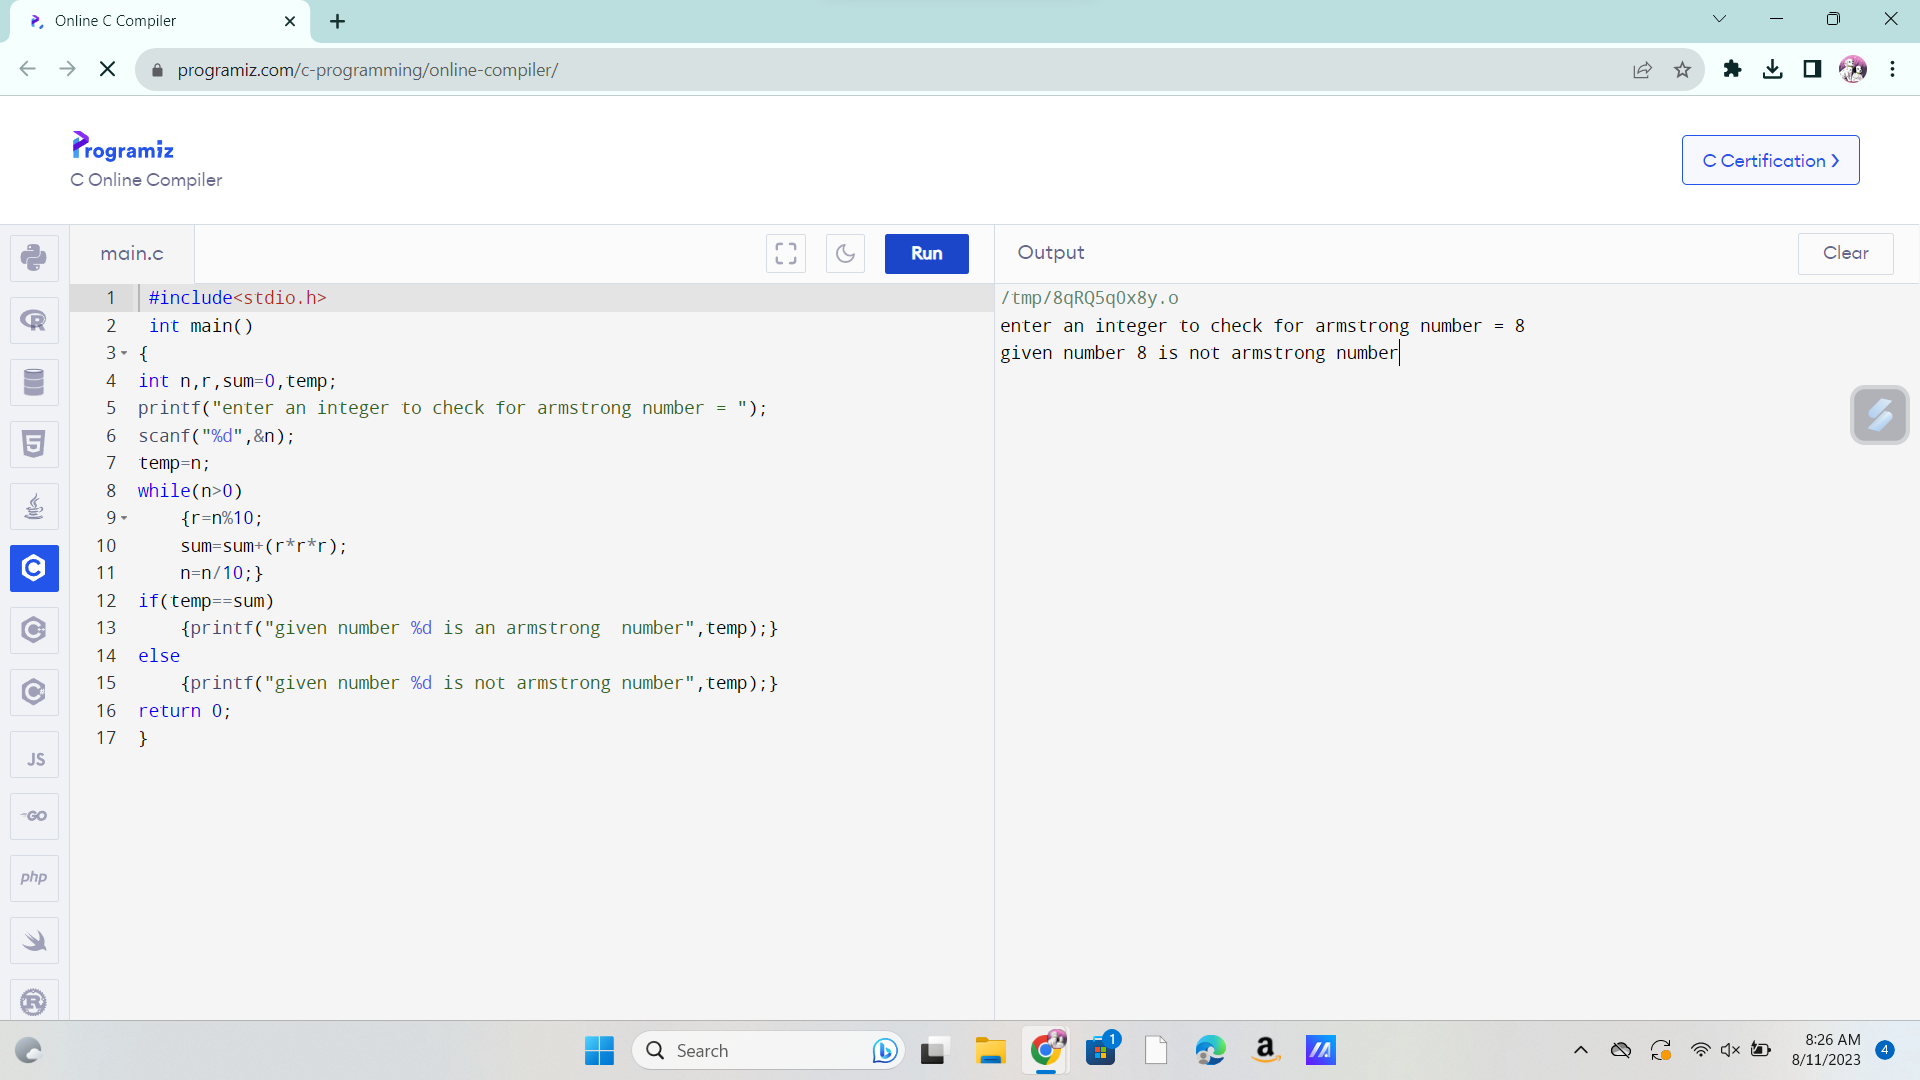 Online C Compiler
programiz.com/c-programming/online-compiler/
Programiz
C Online Compiler
C Certification
main.c
Run
Output
Clear
1 #include<stdio.h>
2 int main()
3 {
4 int n,r,sum=0,temp;
5 printf("enter an integer to check for armstrong number = ");
6 scanf("%d",&n);
7 temp=n;
8 while(n>0)
9 {r=n%10;
10 sum=sum+(r*r*r);
11 n=n/10;}
12 if(temp==sum)
13 {printf("given number %d is an armstrong  number",temp);}
14 else
15 {printf("given number %d is not armstrong number",temp);}
16 return 0;
17 }
/tmp/8qRQ5q0x8y.o
enter an integer to check for armstrong number = 8
given number 8 is not armstrong number
R
5
C
JS
GO
php
R
Search
b
1
a
8:26 AM
8/11/2023
4